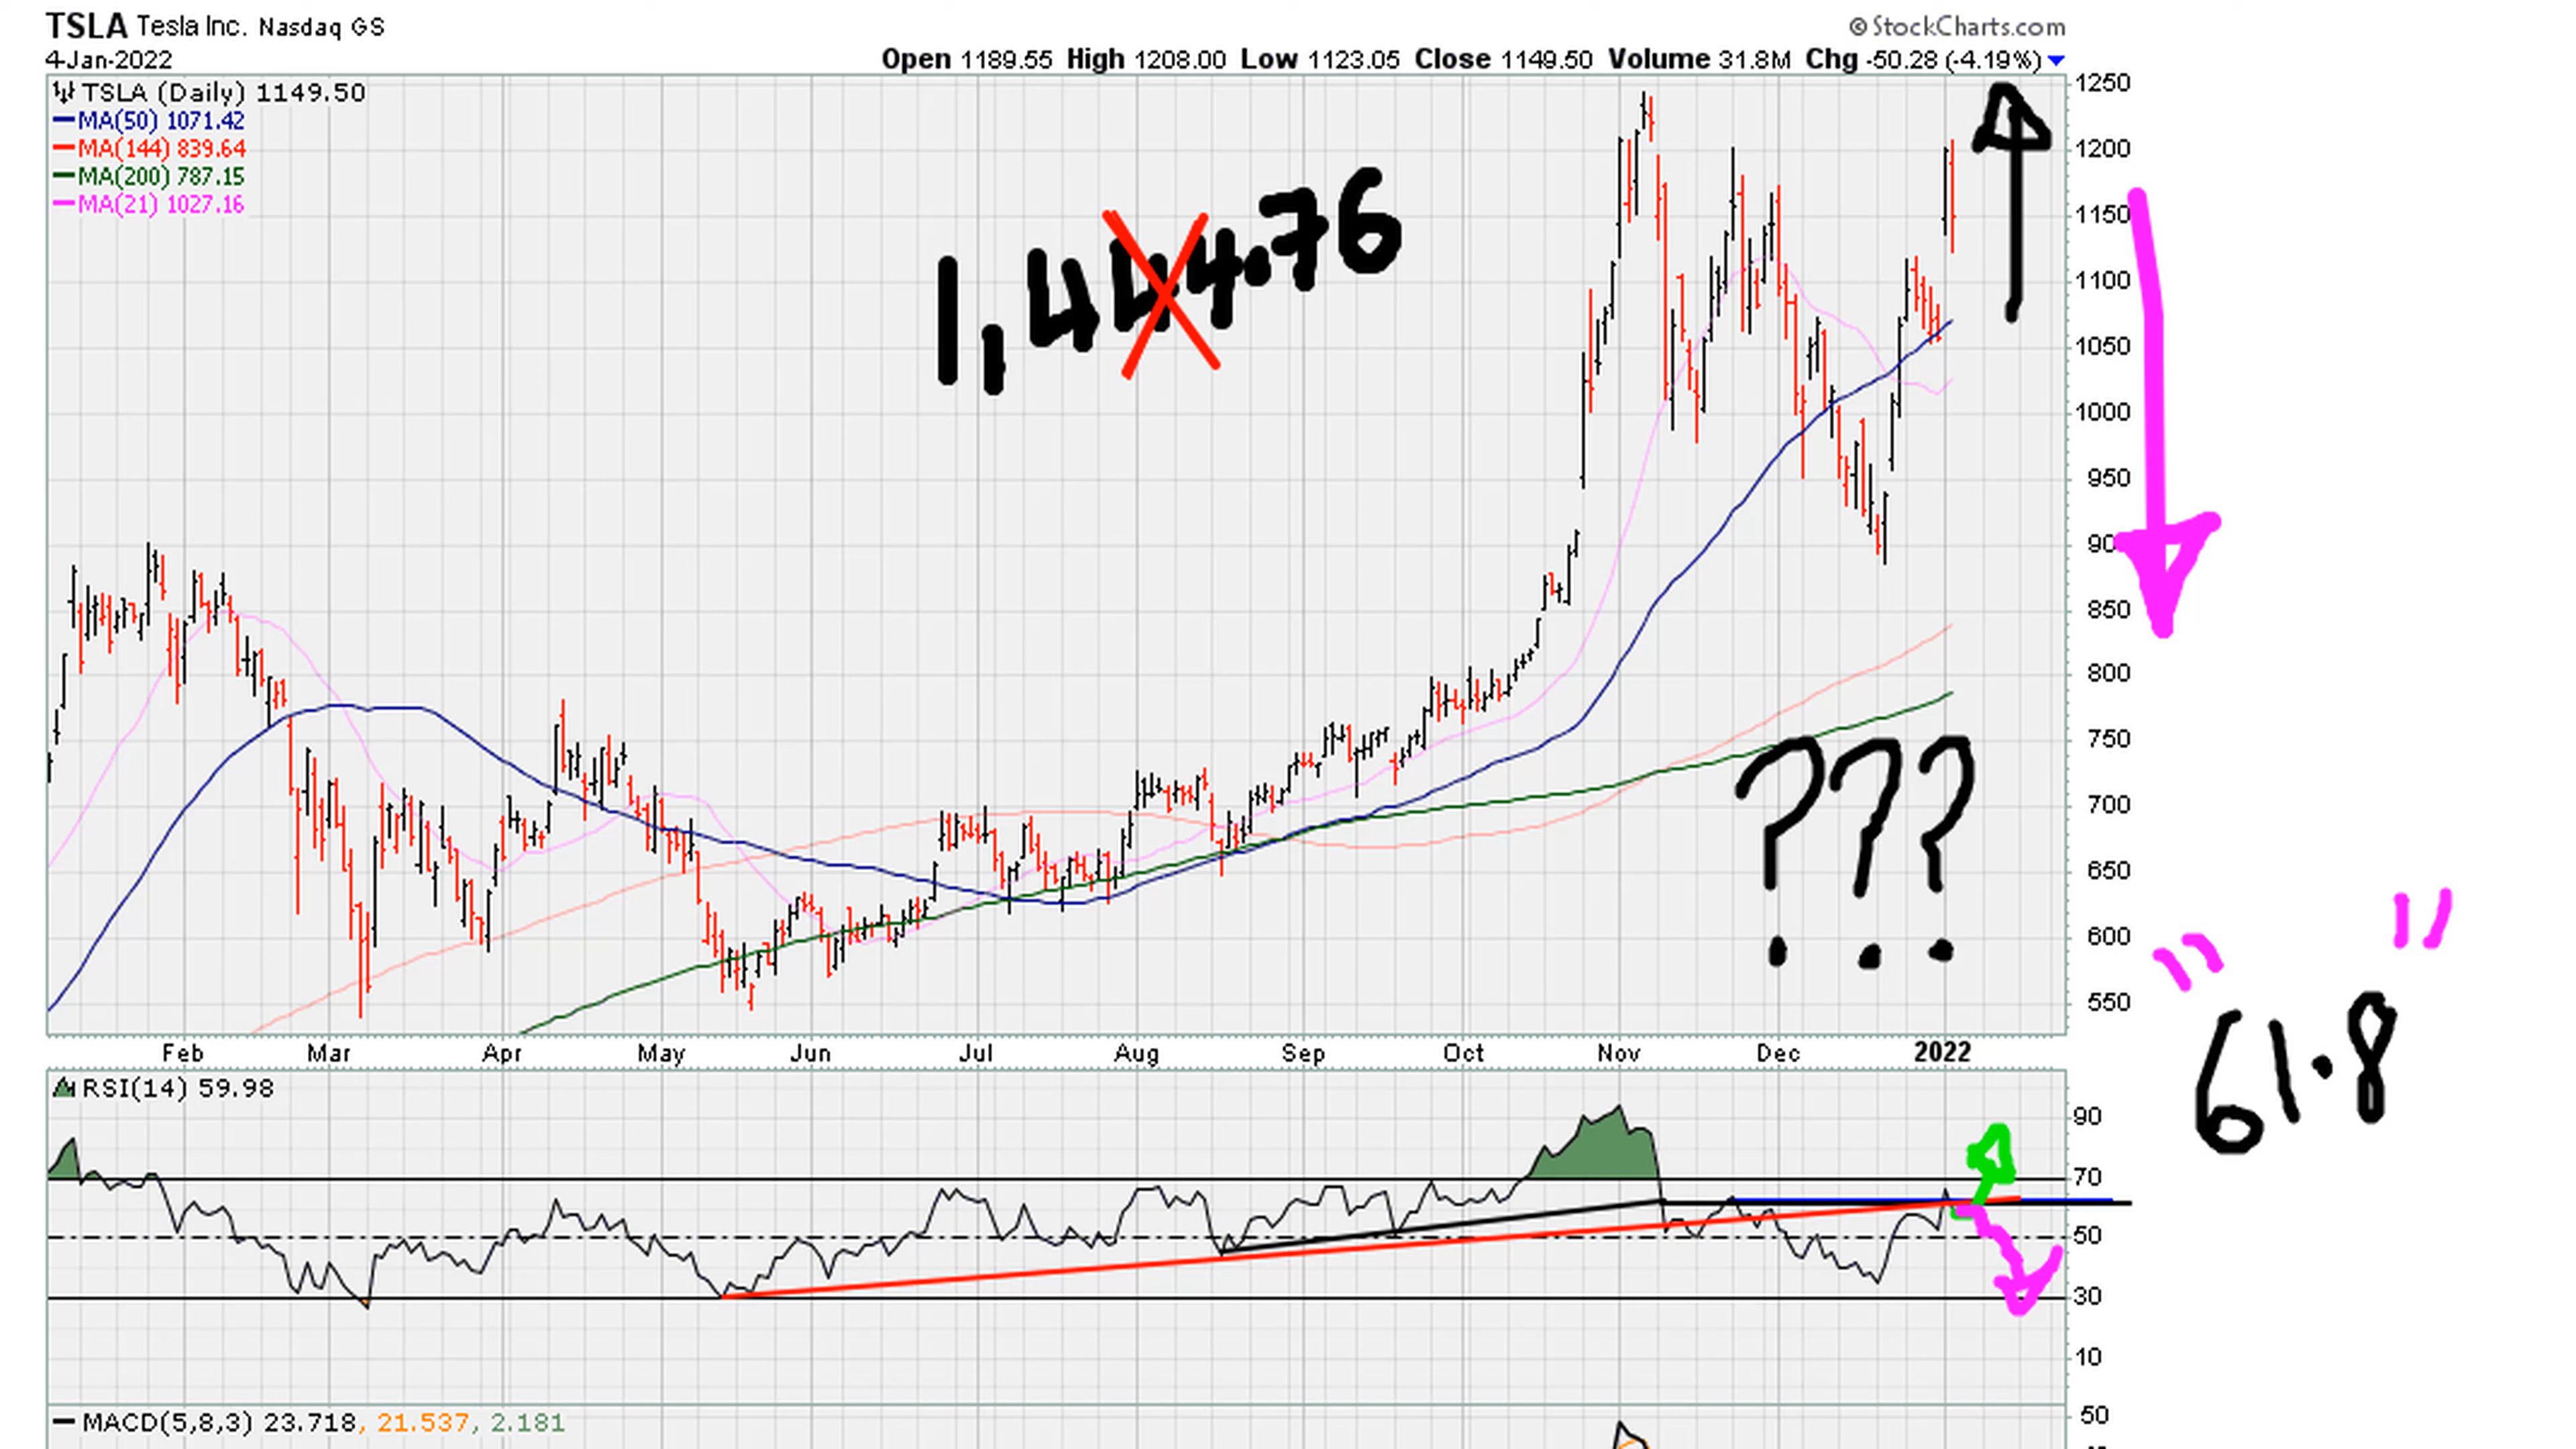 TSLA Tesla Inc. Nasdaq GS
© StockCharts.com
4-Jan-2022
Open 1189.55 High 1208.00 Low 1123.05 Close 1149.50 Volume 31.8M Chg -50.28 (-4.19%)
TSLA (Daily) 1149.50
MA(50) 1071.42
MA(144) 839.64
MA(200) 787.15
MA(21) 1027.16
1,444.76
1250
1200
1150
1100
1050
1000
950
900
850
800
750
700
650
600
550
???
"61.8"
Feb Mar Apr May Jun Jul Aug Sep Oct Nov Dec 2022
RSI(14) 59.98
90
70
50
30
10
MACD(5,8,3) 23.718, 21.537, 2.181
50